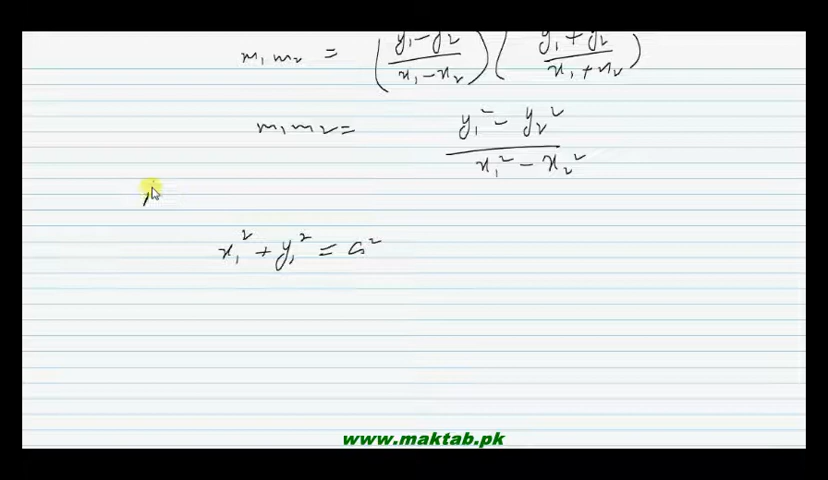 m₁m₂ = ( (y₁ - y₂) / (x₁ - x₂) ) ( (y₁ + y₂) / (x₁ + x₂) )
m₁m₂ = (y₁² - y₂²) / (x₁² - x₂²)
x₁² + y₁² = a²
www.maktab.pk